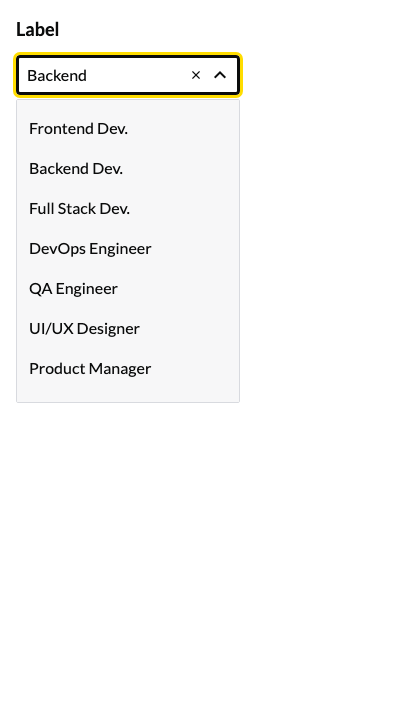 Label
Backend
Frontend Dev.
Backend Dev.
Full Stack Dev.
DevOps Engineer
QA Engineer
UI/UX Designer
Product Manager